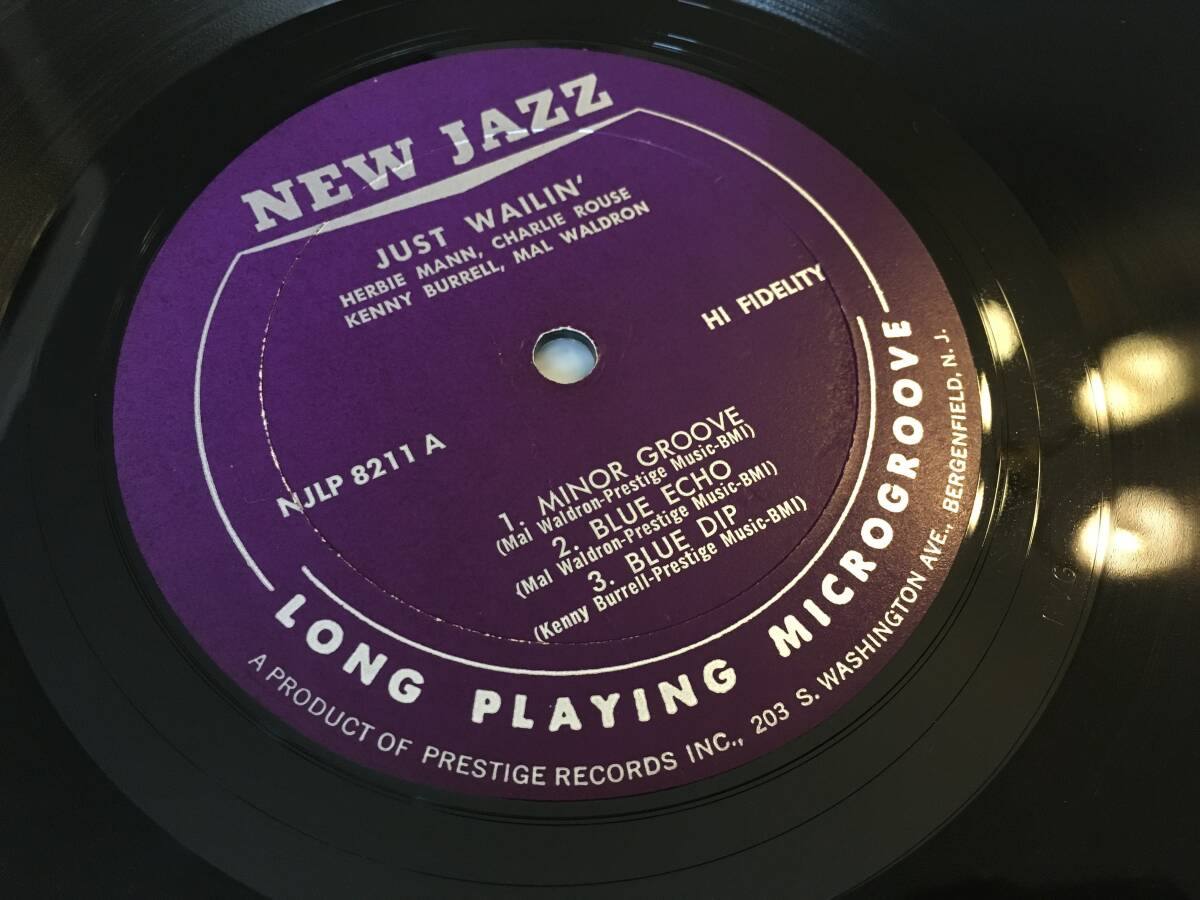 NEW JAZZ
JUST WAILIN'
HERBIE MANN, CHARLIE ROUSE
KENNY BURRELL, MAL WALDRON
HI FIDELITY
NJLP 8211 A
1. MINOR GROOVE
(Mal Waldron-Prestige Music-BMI)
2. BLUE ECHO
(Mal Waldron-Prestige Music-BMI)
3. BLUE DIP
(Kenny Burrell-Prestige Music-BMI)
LONG PLAYING MICROGROOVE
A PRODUCT OF PRESTIGE RECORDS INC., 203 S. WASHINGTON AVE., BERGENFIELD, N. J.